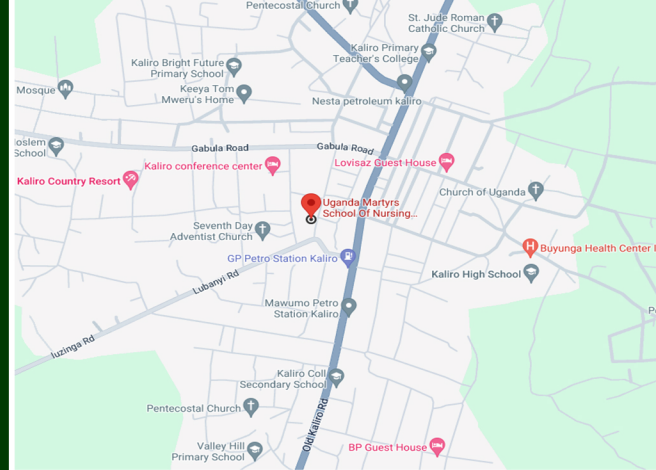 Pentecostal Church
St. Jude Roman
Catholic Church
Kaliro Primary
Teacher's College
Kaliro Bright Future
Primary School
Keeya Tom
Mweru's Home
Mosque
Nesta petroleum kaliro
oslem
School
Gabula Road
Gabula Road
Kaliro conference center
Lovisaz Guest House
Kaliro Country Resort
Church of Uganda
Uganda Martyrs
School Of Nursing...
Seventh Day
Adventist Church
Buyunga Health Center I
GP Petro Station Kaliro
Kaliro High School
Lubanyi Rd
Mawumo Petro
Station Kaliro
Iuzinga Rd
Kaliro Coll
Secondary School
Pentecostal Church
Old Kaliro Rd
Valley Hill
Primary School
BP Guest House